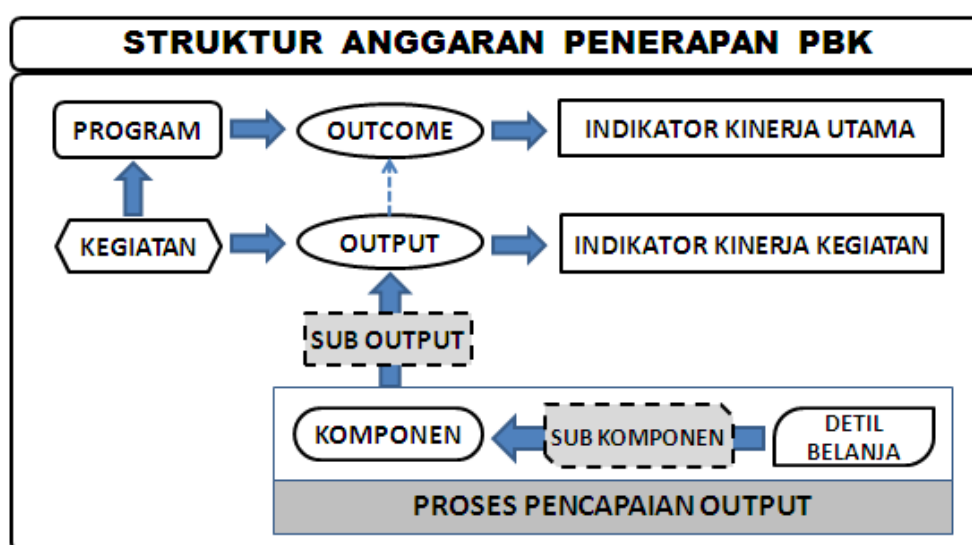 STRUKTUR ANGGARAN PENERAPAN PBK
PROGRAM
OUTCOME
INDIKATOR KINERJA UTAMA
KEGIATAN
OUTPUT
INDIKATOR KINERJA KEGIATAN
SUB OUTPUT
KOMPONEN
SUB KOMPONEN
DETIL
BELANJA
PROSES PENCAPAIAN OUTPUT